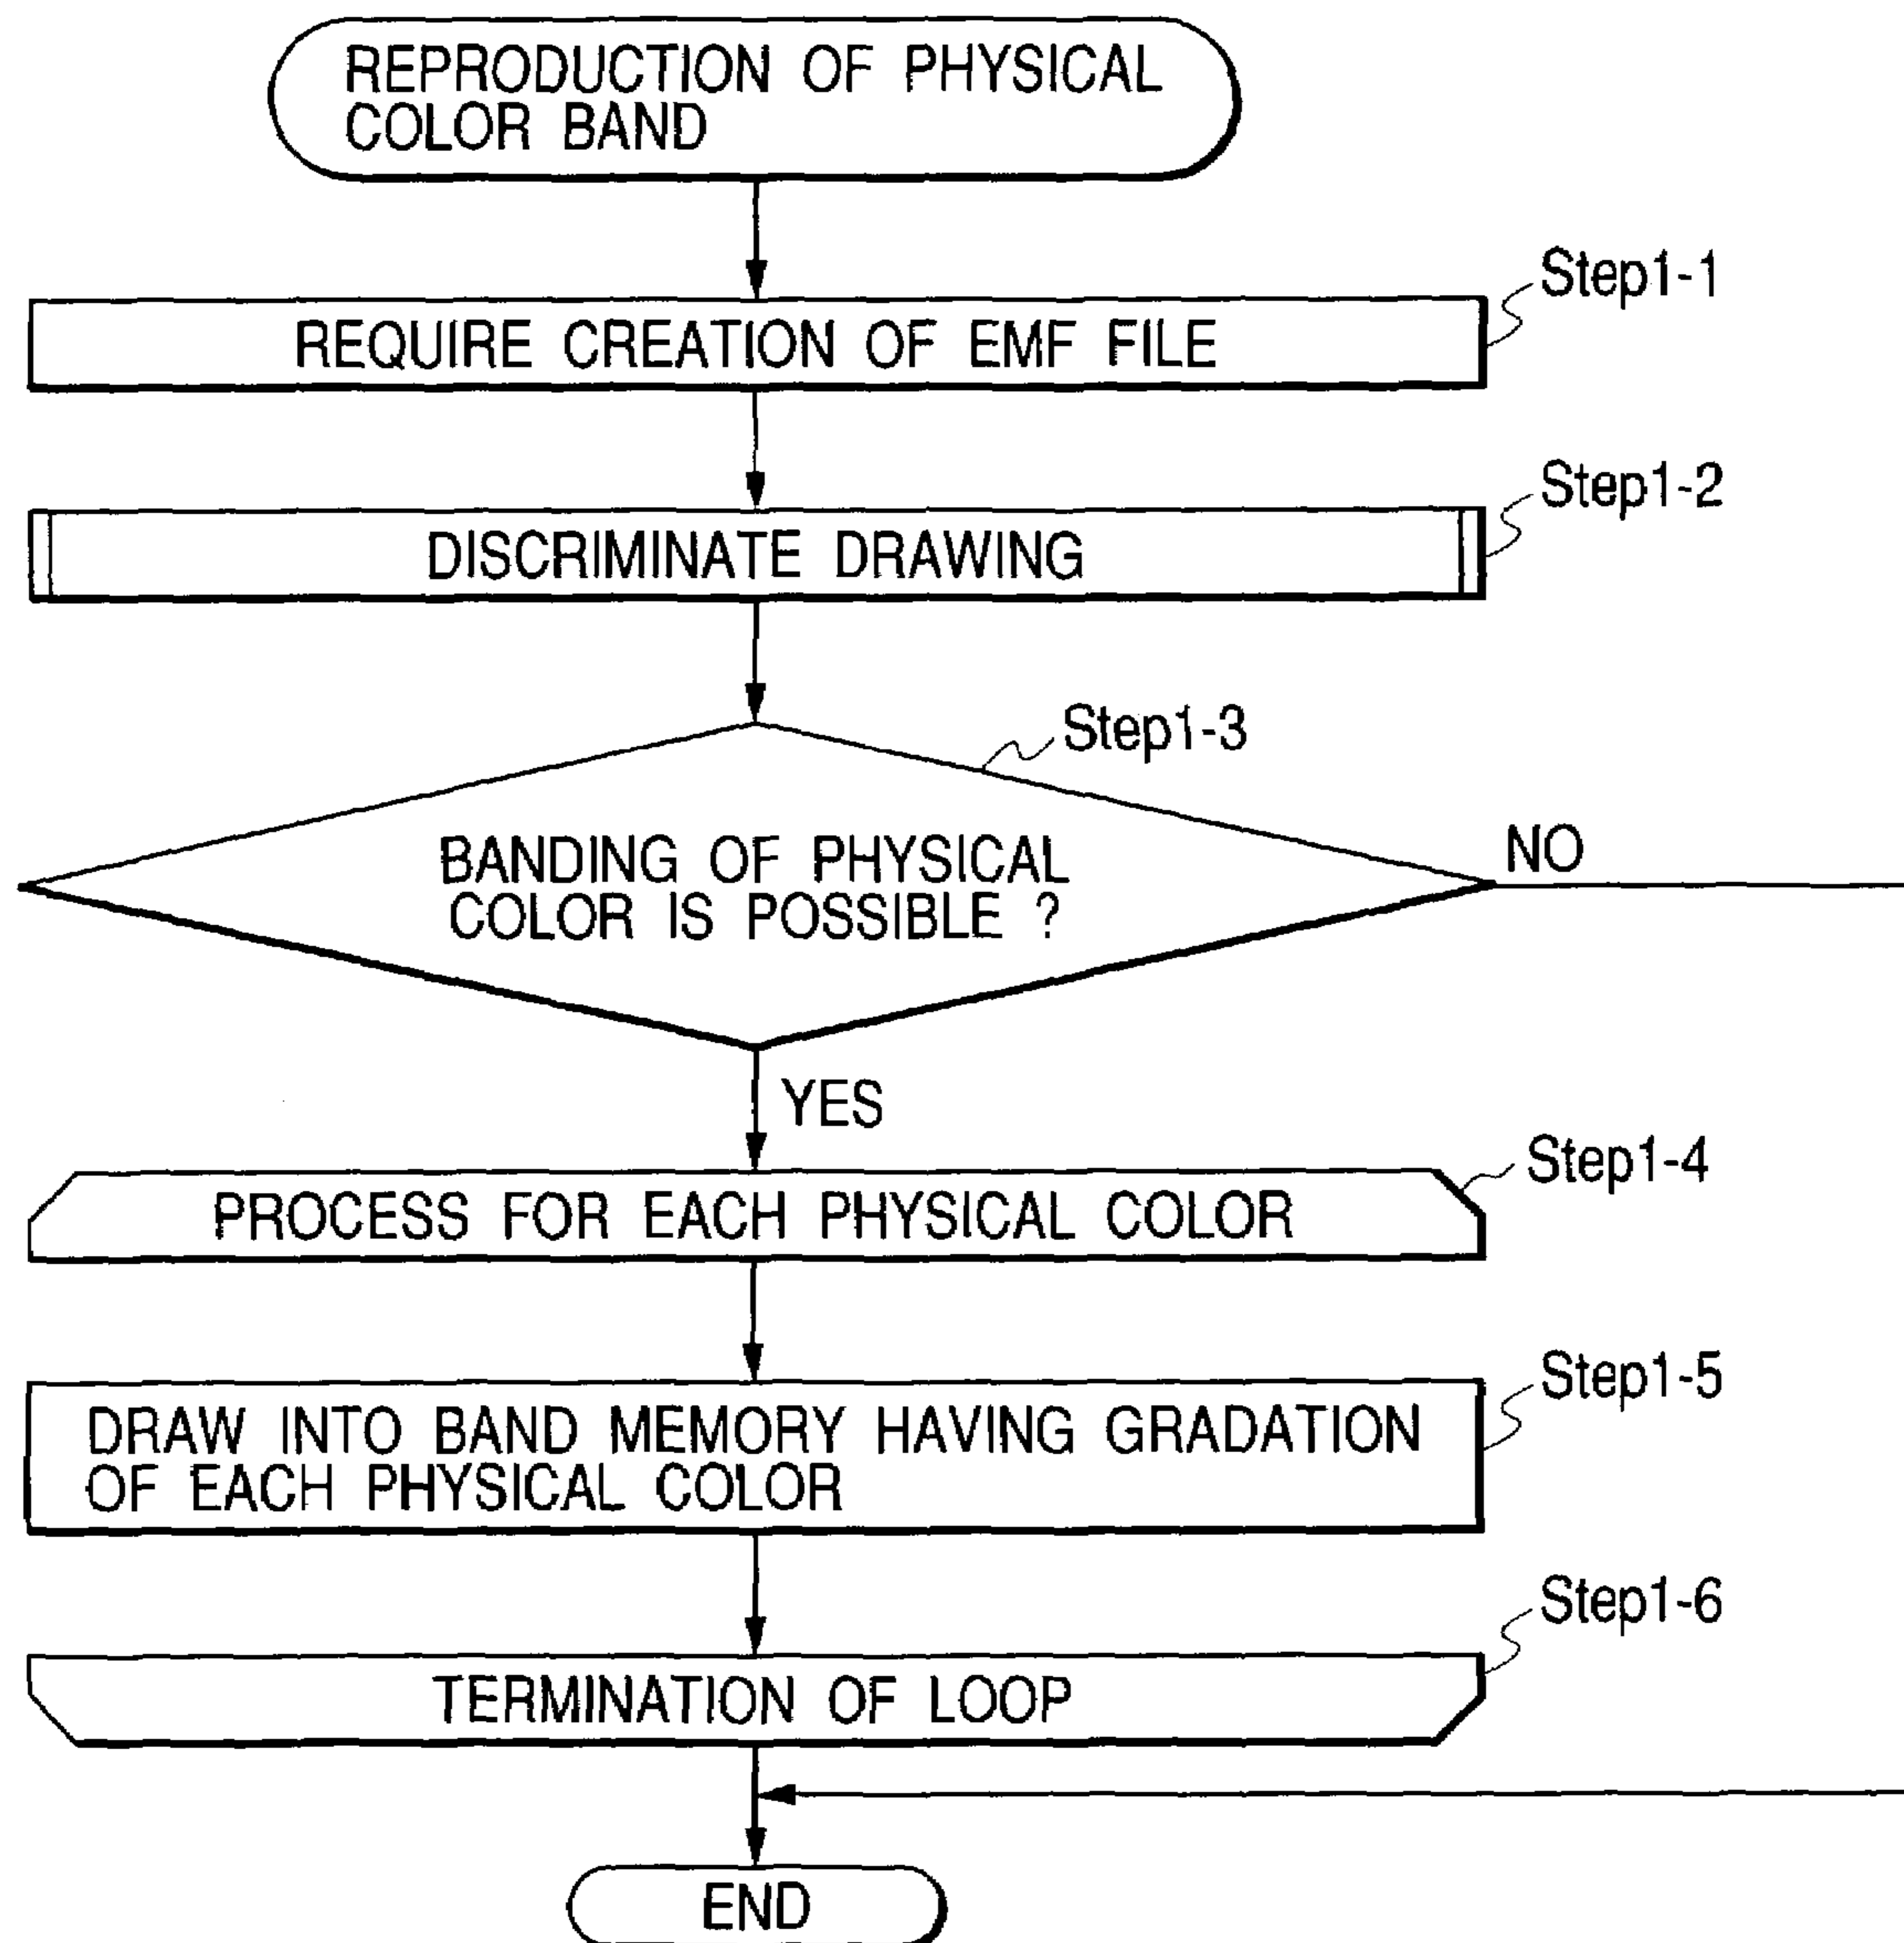 REPRODUCTION OF PHYSICAL
COLOR BAND
Step1-1
REQUIRE CREATION OF EMF FILE
Step1-2
DISCRIMINATE DRAWING
Step1-3
BANDING OF PHYSICAL
COLOR IS POSSIBLE ?
NO
YES
Step1-4
PROCESS FOR EACH PHYSICAL COLOR
Step1-5
DRAW INTO BAND MEMORY HAVING GRADATION
OF EACH PHYSICAL COLOR
Step1-6
TERMINATION OF LOOP
END